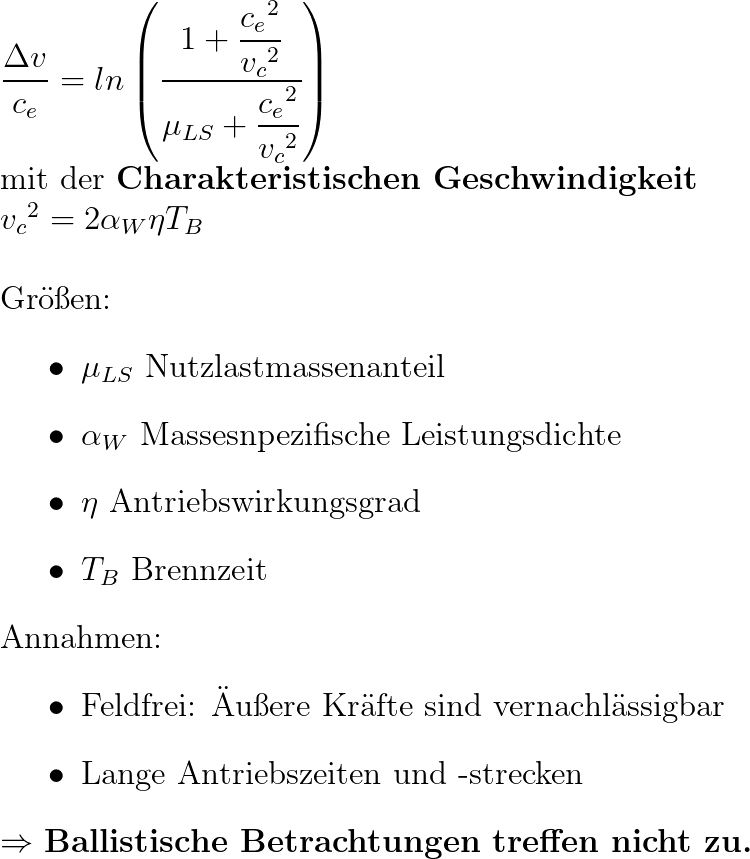 $\frac{\Delta v}{c_e} = ln\left(\frac{1 + \frac{{c_e}^2}{{v_c}^2}}{\mu_{LS} + \frac{{c_e}^2}{{v_c}^2}}\right)$
mit der Charakteristischen Geschwindigkeit
${v_c}^2 = 2\alpha_W \eta T_B$
Größen:
• $\mu_{LS}$ Nutzlastmassenanteil
• $\alpha_W$ Massesnpezifische Leistungsdichte
• $\eta$ Antriebswirkungsgrad
• $T_B$ Brennzeit
Annahmen:
• Feldfrei: Äußere Kräfte sind vernachlässigbar
• Lange Antriebszeiten und -strecken
⇒ Ballistische Betrachtungen treffen nicht zu.